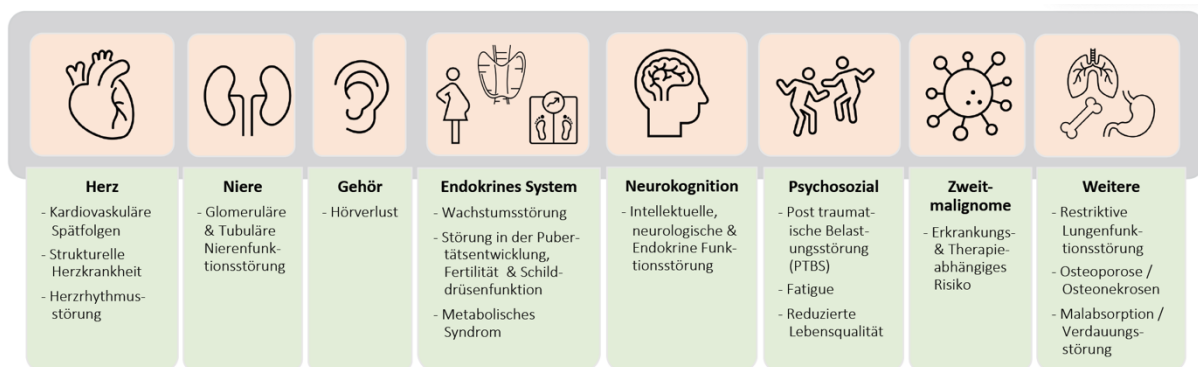 Herz
- Kardiovaskuläre
Spätfolgen
- Strukturelle
Herzkrankheit
- Herzrhythmus-
störung
Niere
- Glomeruläre
& Tubuläre
Nierenfunk-
tionsstörung
Gehör
- Hörverlust
Endokrines System
- Wachstumsstörung
- Störung in der Puber-
tätsentwicklung,
Fertilität & Schild-
drüsenfunktion
- Metabolisches
Syndrom
Neurokognition
- Intellektuelle,
neurologische &
Endokrine Funk-
tionsstörung
Psychosozial
- Post traumat-
ische Belast-
ungsstörung
(PTBS)
- Fatigue
- Reduzierte
Lebensqualität
Zweit-
malignome
- Erkrankungs-
& Therapie-
abhängiges
Risiko
Weitere
- Restriktive
Lungenfunk-
tionsstörung
- Osteoporose /
Osteonekrosen
- Malabsorption /
Verdauungs-
störung